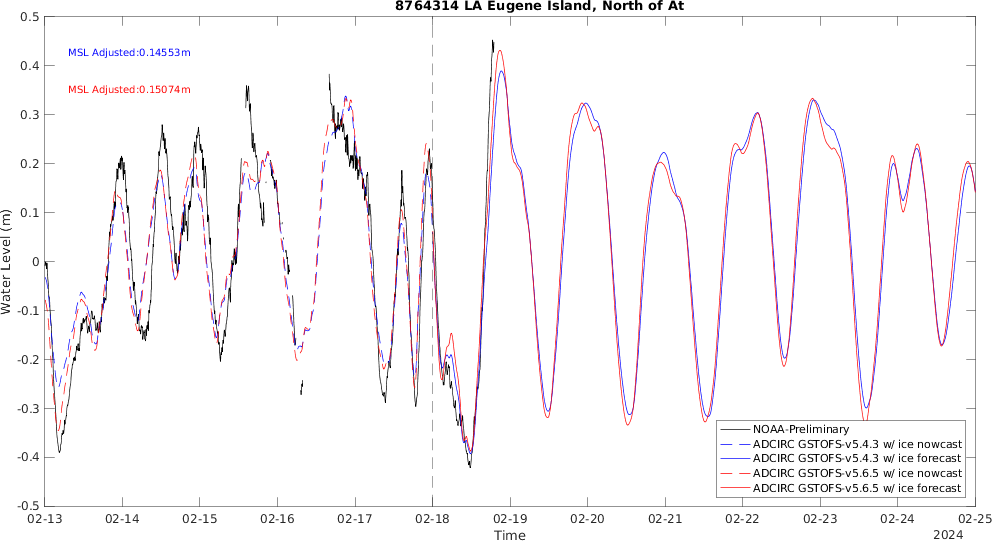 8764314 LA Eugene Island, North of At
MSL Adjusted:0.14553m
MSL Adjusted:0.15074m
Water Level (m)
0.5
0.4
0.3
0.2
0.1
0
-0.1
-0.2
-0.3
-0.4
-0.5
NOAA-Preliminary
ADCIRC GSTOFS-v5.4.3 w/ ice nowcast
ADCIRC GSTOFS-v5.4.3 w/ ice forecast
ADCIRC GSTOFS-v5.6.5 w/ ice nowcast
ADCIRC GSTOFS-v5.6.5 w/ ice forecast
02-13 02-14 02-15 02-16 02-17 02-18 02-19 02-20 02-21 02-22 02-23 02-24 02-25
Time
2024